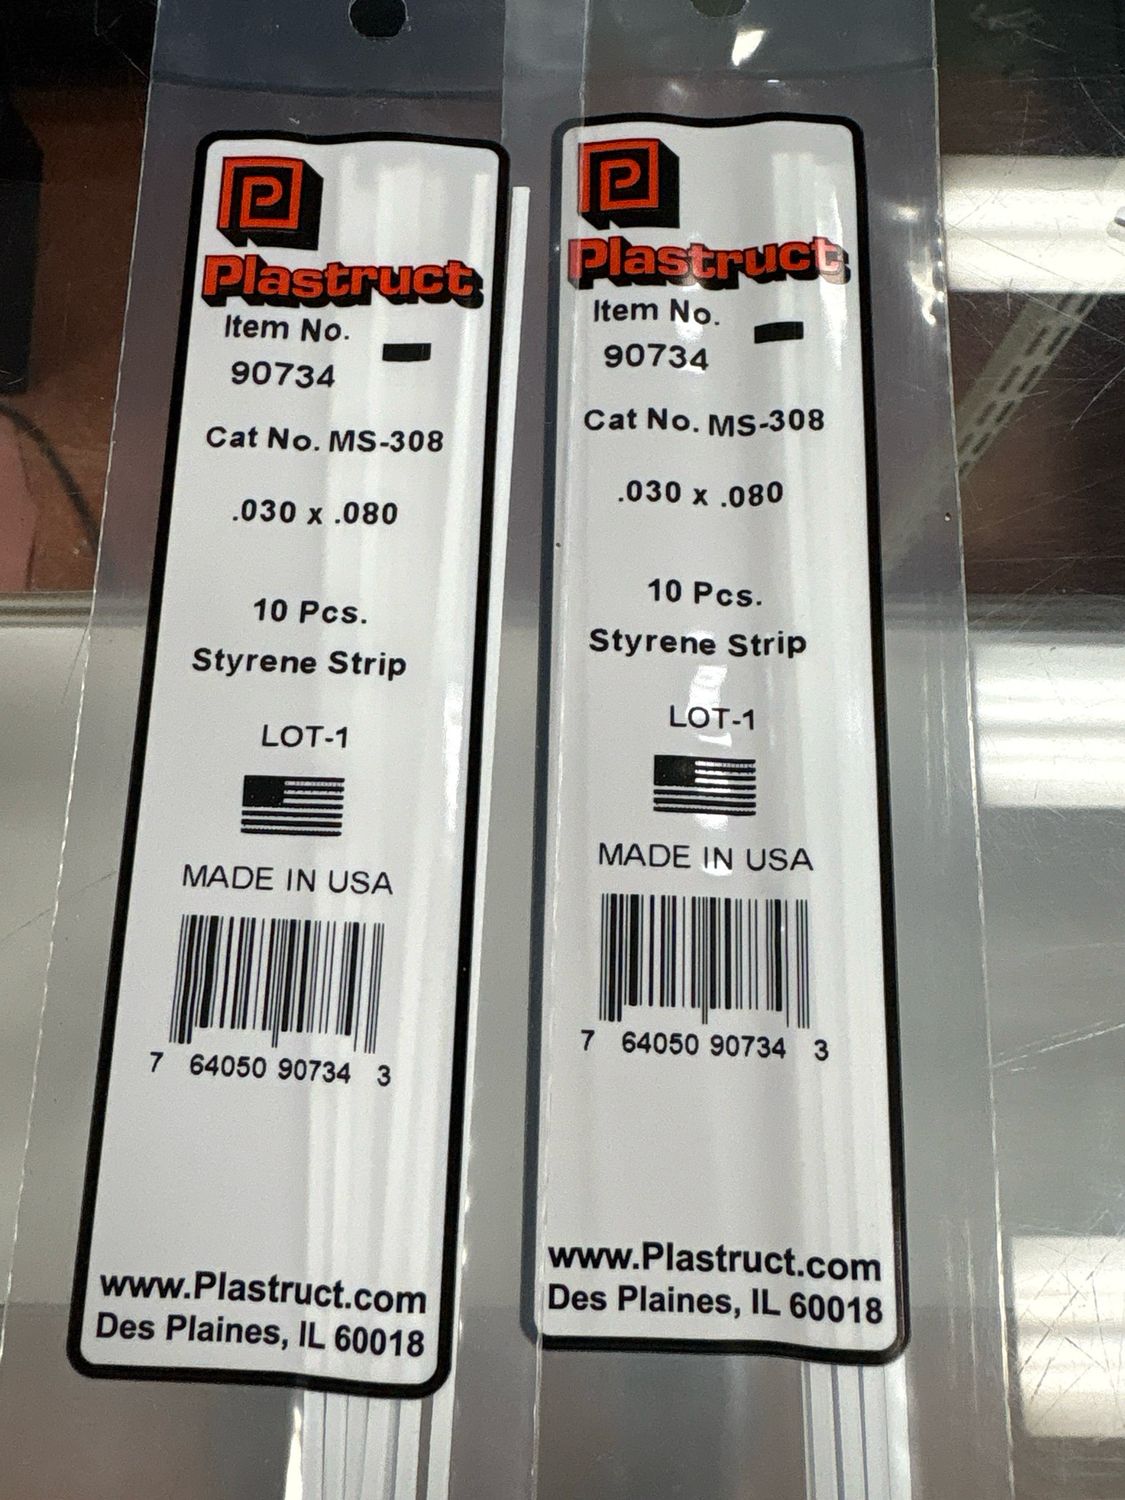 P
Plastruct
Item No.
90734
Cat No. MS-308
.030 x .080
10 Pcs.
Styrene Strip
LOT-1
MADE IN USA
7 64050 90734 3
www.Plastruct.com
Des Plaines, IL 60018
P
Plastruct
Item No.
90734
Cat No. MS-308
.030 x .080
10 Pcs.
Styrene Strip
LOT-1
MADE IN USA
7 64050 90734 3
www.Plastruct.com
Des Plaines, IL 60018